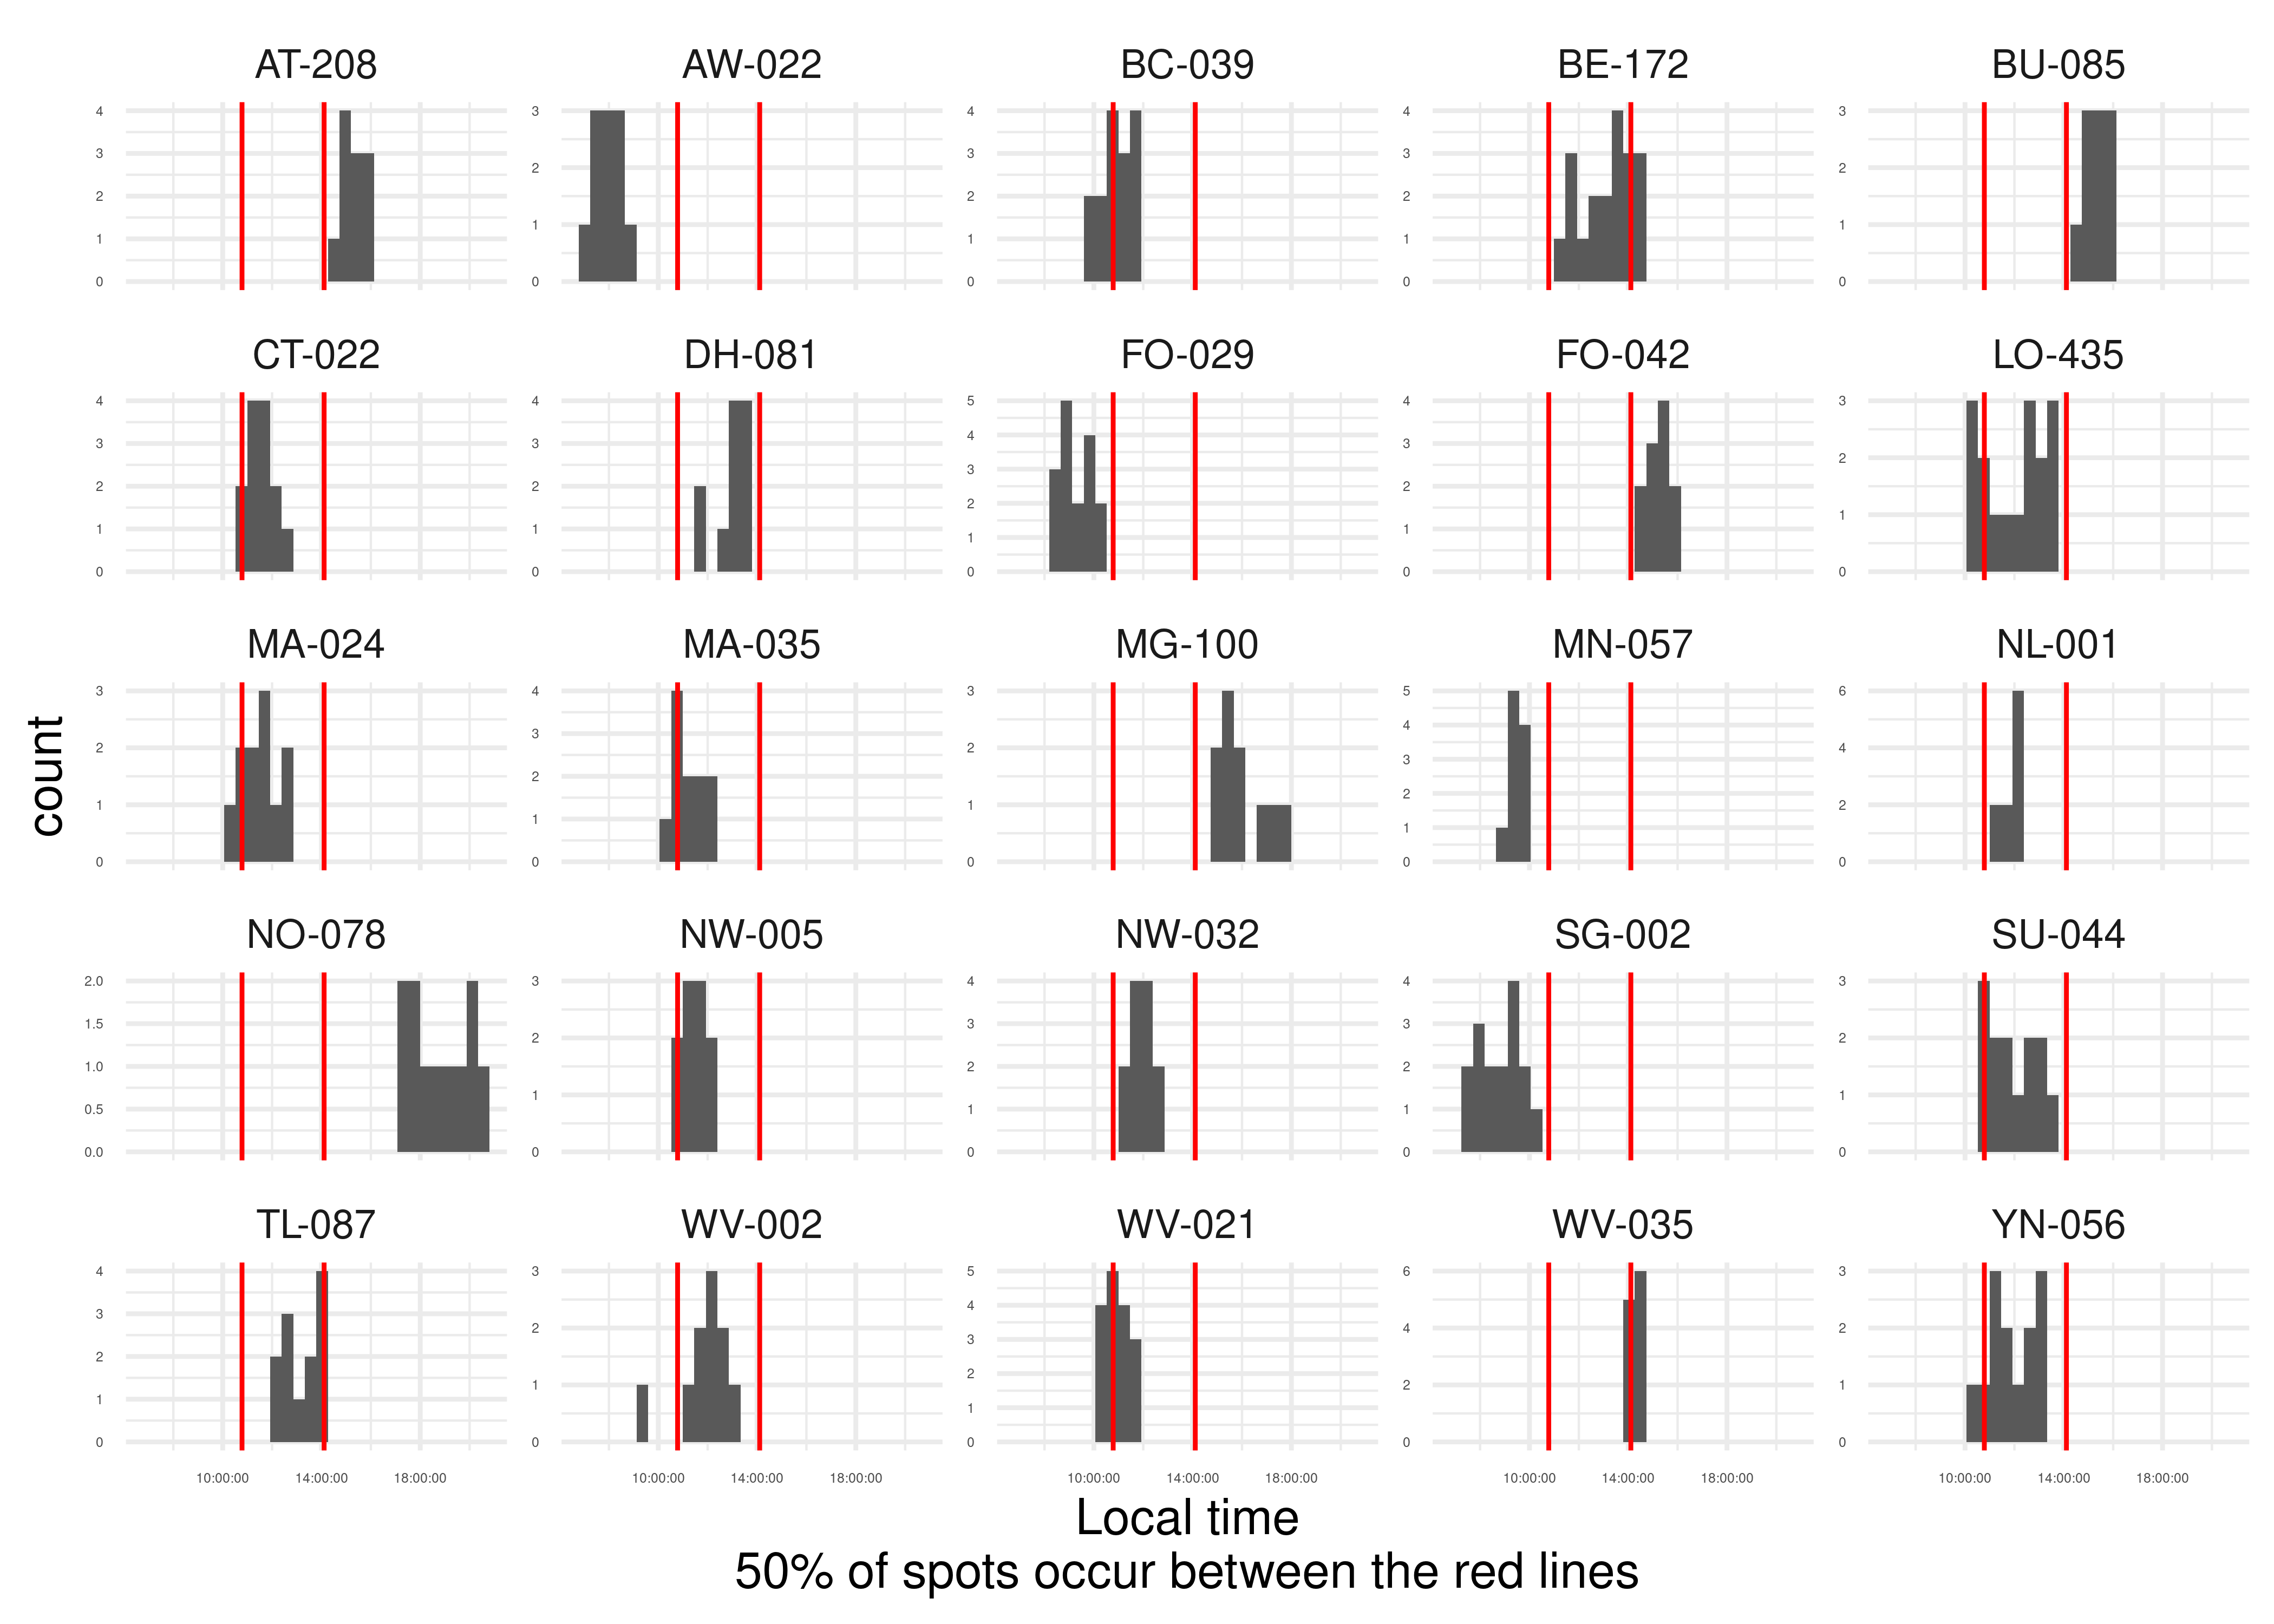 AT-208 AW-022 BC-039 BE-172 BU-085
4 3 4 4 3
3 2 3 3 2
2 1 2 2 1
1 0 1 1 0
0 0 0
CT-022 DH-081 FO-029 FO-042 LO-435
4 4 5 4 3
3 3 4 3 2
2 2 3 2 1
1 1 2 1 0
0 0 1 0
0
MA-024 MA-035 MG-100 MN-057 NL-001
3 4 3 5 6
2 3 2 4 4
1 2 1 3 2
0 1 0 2 0
0 1
0
count
NO-078 NW-005 NW-032 SG-002 SU-044
2.0 3 4 4 3
1.5 2 3 3 2
1.0 1 2 2 1
0.5 0 1 1 0
0.0 0 0
TL-087 WV-002 WV-021 WV-035 YN-056
4 3 5 6 3
3 2 4 4 2
2 1 3 2 1
1 0 2 0 0
0 1
0
10:00:00 14:00:00 18:00:00 10:00:00 14:00:00 18:00:00 10:00:00 14:00:00 18:00:00 10:00:00 14:00:00 18:00:00 10:00:00 14:00:00 18:00:00
Local time
50% of spots occur between the red lines